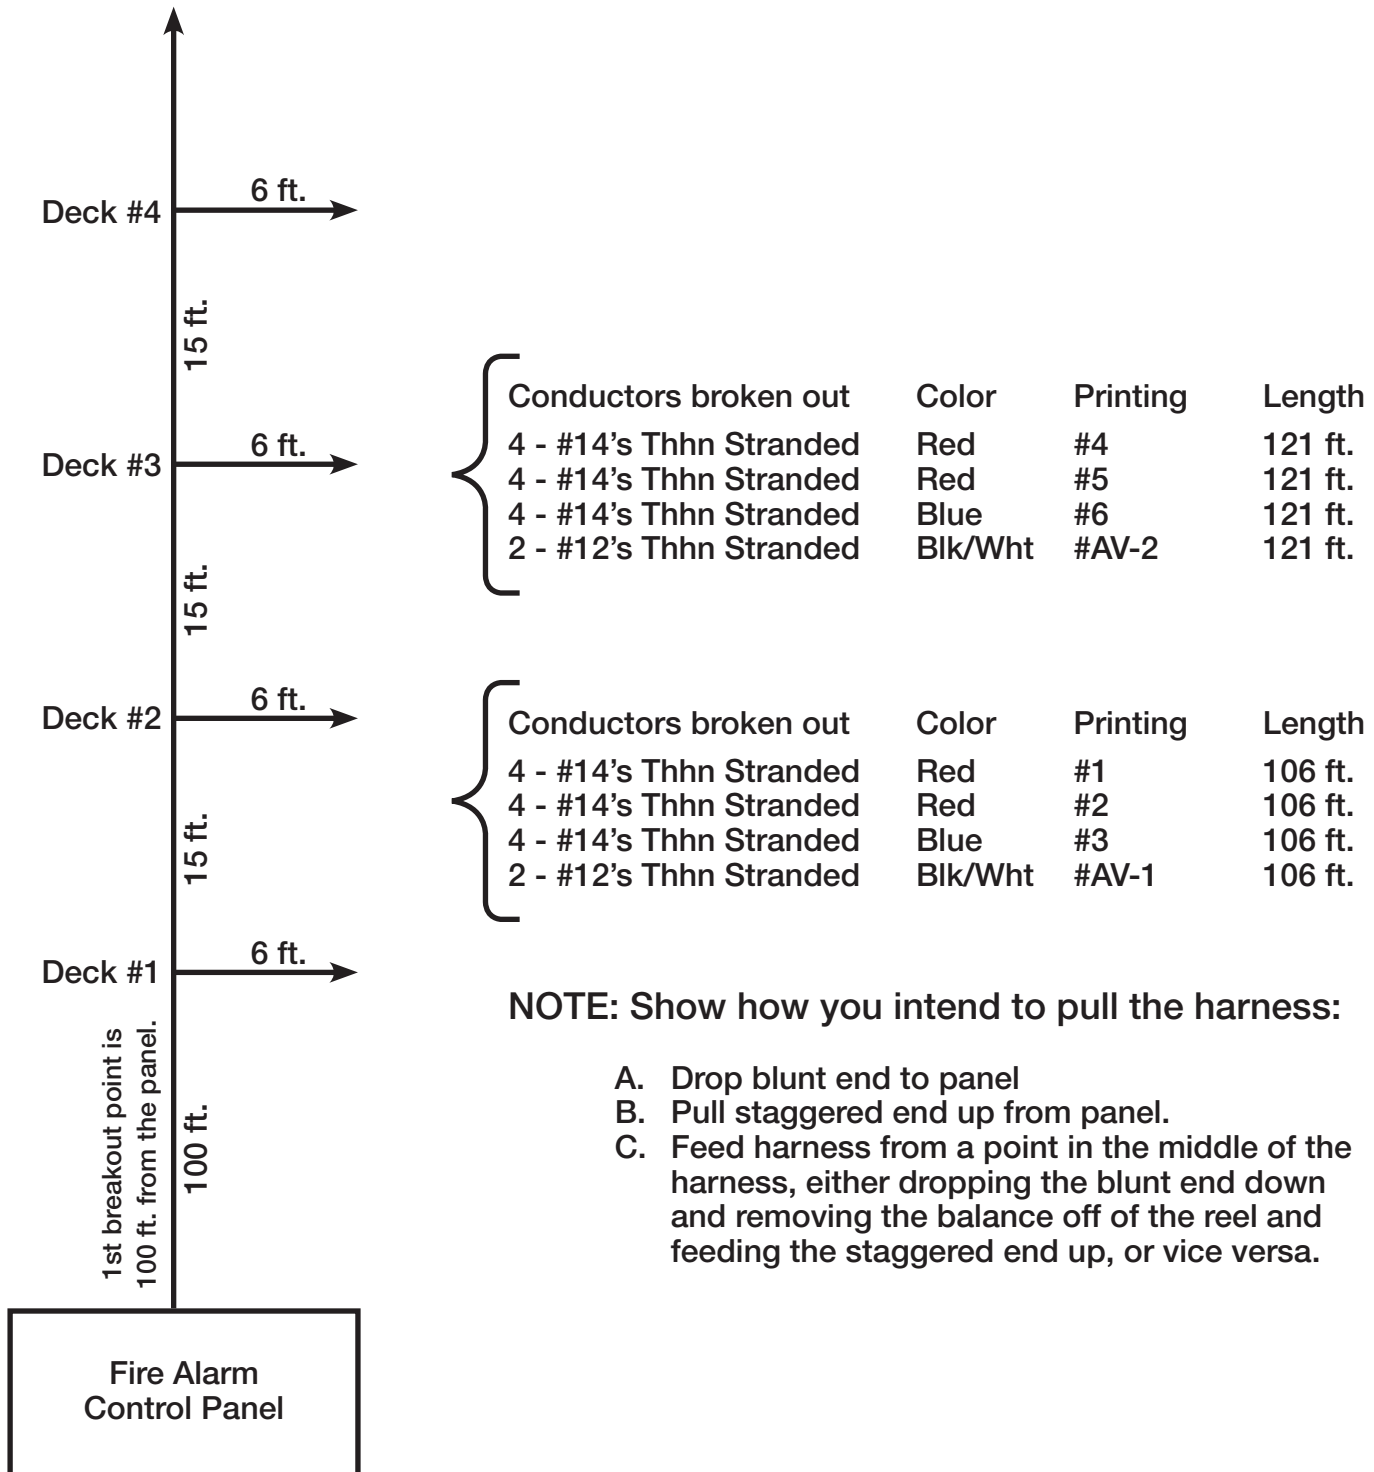 Deck #4
6 ft.
15 ft.
Deck #3
6 ft.
Conductors broken out Color Printing Length
4 - #14’s Thhn Stranded Red #4 121 ft.
4 - #14’s Thhn Stranded Red #5 121 ft.
4 - #14’s Thhn Stranded Blue #6 121 ft.
2 - #12’s Thhn Stranded Blk/Wht #AV-2 121 ft.
15 ft.
Deck #2
6 ft.
Conductors broken out Color Printing Length
4 - #14’s Thhn Stranded Red #1 106 ft.
4 - #14’s Thhn Stranded Red #2 106 ft.
4 - #14’s Thhn Stranded Blue #3 106 ft.
2 - #12’s Thhn Stranded Blk/Wht #AV-1 106 ft.
15 ft.
Deck #1
6 ft.
1st breakout point is
100 ft. from the panel.
100 ft.
NOTE: Show how you intend to pull the harness:
A. Drop blunt end to panel
B. Pull staggered end up from panel.
C. Feed harness from a point in the middle of the
harness, either dropping the blunt end down
and removing the balance off of the reel and
feeding the staggered end up, or vice versa.
Fire Alarm
Control Panel